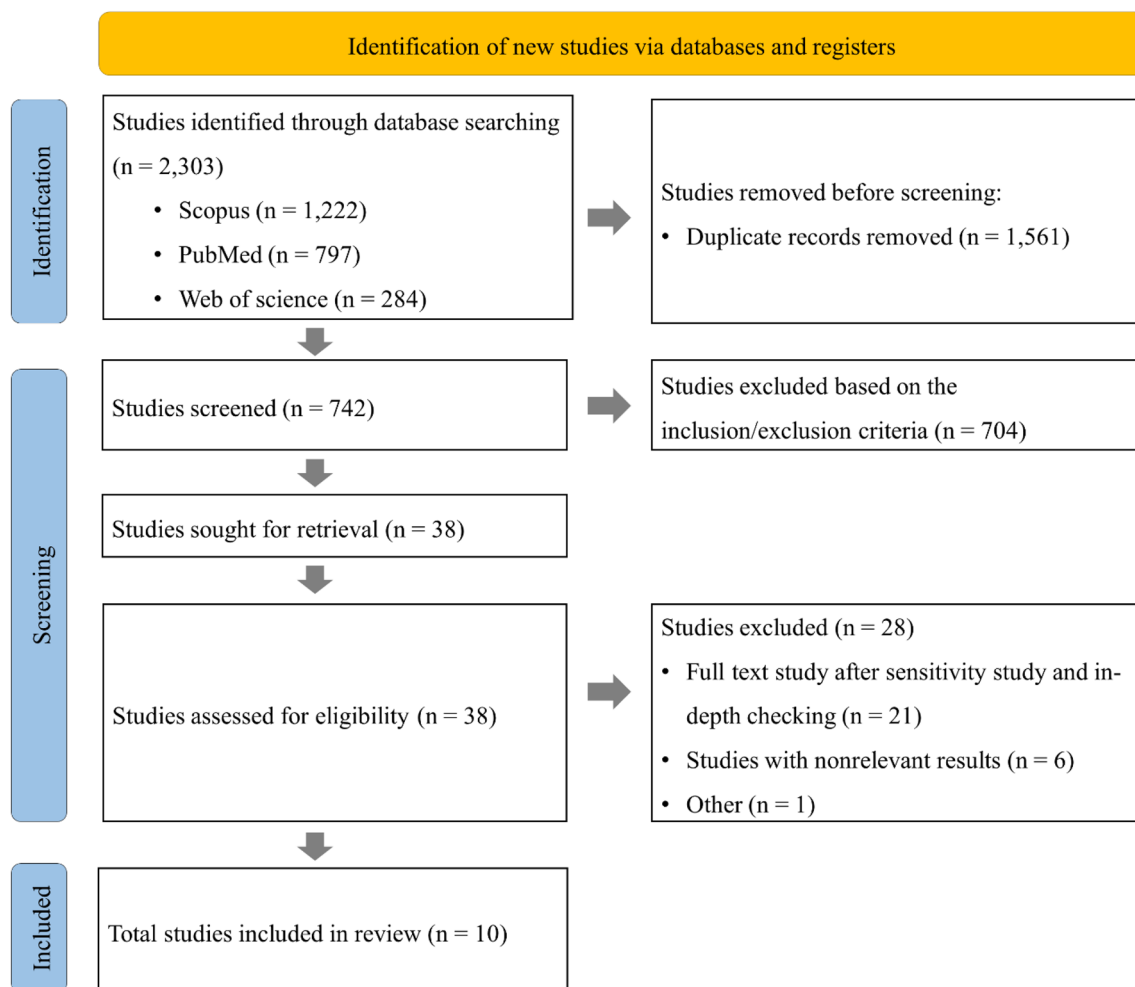 Identification of new studies via databases and registers
Identification
Studies identified through database searching
(n = 2,303)
• Scopus (n = 1,222)
• PubMed (n = 797)
• Web of science (n = 284)
Studies removed before screening:
• Duplicate records removed (n = 1,561)
Screening
Studies screened (n = 742)
Studies excluded based on the
inclusion/exclusion criteria (n = 704)
Studies sought for retrieval (n = 38)
Studies assessed for eligibility (n = 38)
Studies excluded (n = 28)
• Full text study after sensitivity study and in-
depth checking (n = 21)
• Studies with nonrelevant results (n = 6)
• Other (n = 1)
Included
Total studies included in review (n = 10)